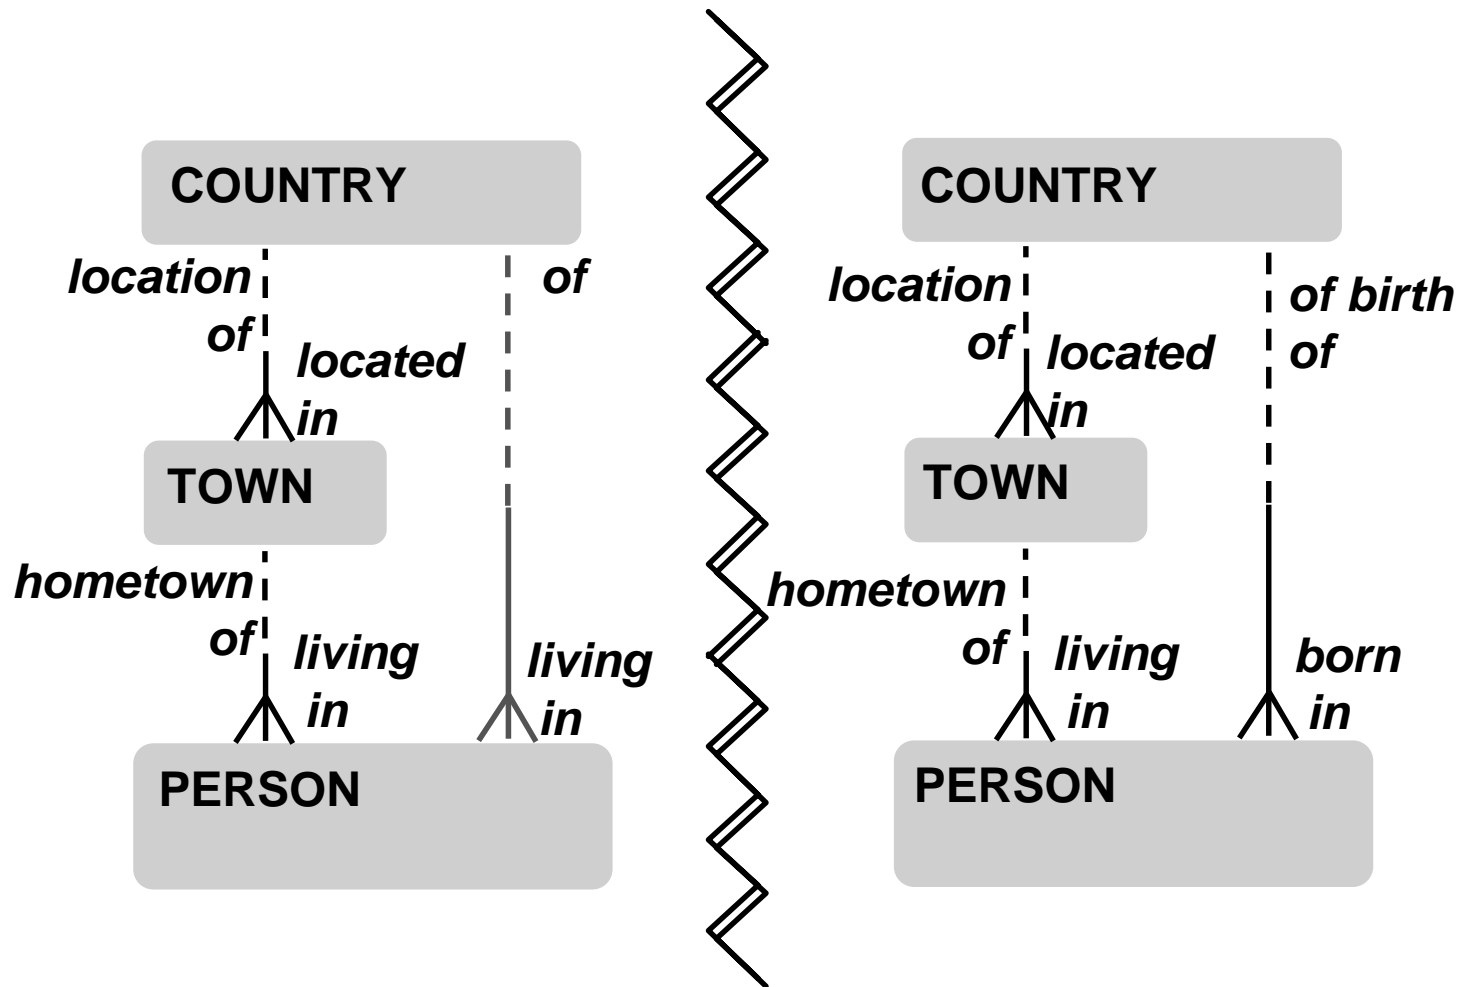 COUNTRY
location
of
of
located
in
TOWN
hometown
of
living
in
living
in
PERSON
COUNTRY
location
of
of birth
of
located
in
TOWN
hometown
of
living
in
born
in
PERSON